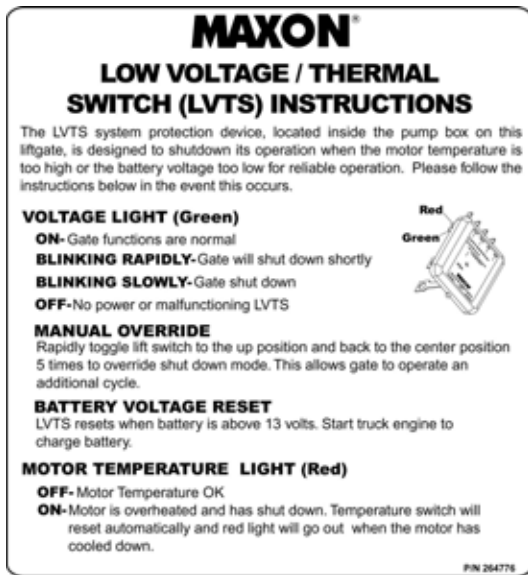 MAXON®
LOW VOLTAGE / THERMAL
SWITCH (LVTS) INSTRUCTIONS
The LVTS system protection device, located inside the pump box on this
liftgate, is designed to shutdown its operation when the motor temperature is
too high or the battery voltage too low for reliable operation. Please follow the
instructions below in the event this occurs.
VOLTAGE LIGHT (Green)
Red
Green
ON-Gate functions are normal
BLINKING RAPIDLY-Gate will shut down shortly
BLINKING SLOWLY-Gate shut down
OFF-No power or malfunctioning LVTS
MANUAL OVERRIDE
Rapidly toggle lift switch to the up position and back to the center position
5 times to override shut down mode. This allows gate to operate an
additional cycle.
BATTERY VOLTAGE RESET
LVTS resets when battery is above 13 volts. Start truck engine to
charge battery.
MOTOR TEMPERATURE LIGHT (Red)
OFF- Motor Temperature OK
ON-Motor is overheated and has shut down. Temperature switch will
reset automatically and red light will go out when the motor has
cooled down.
P/N 264776